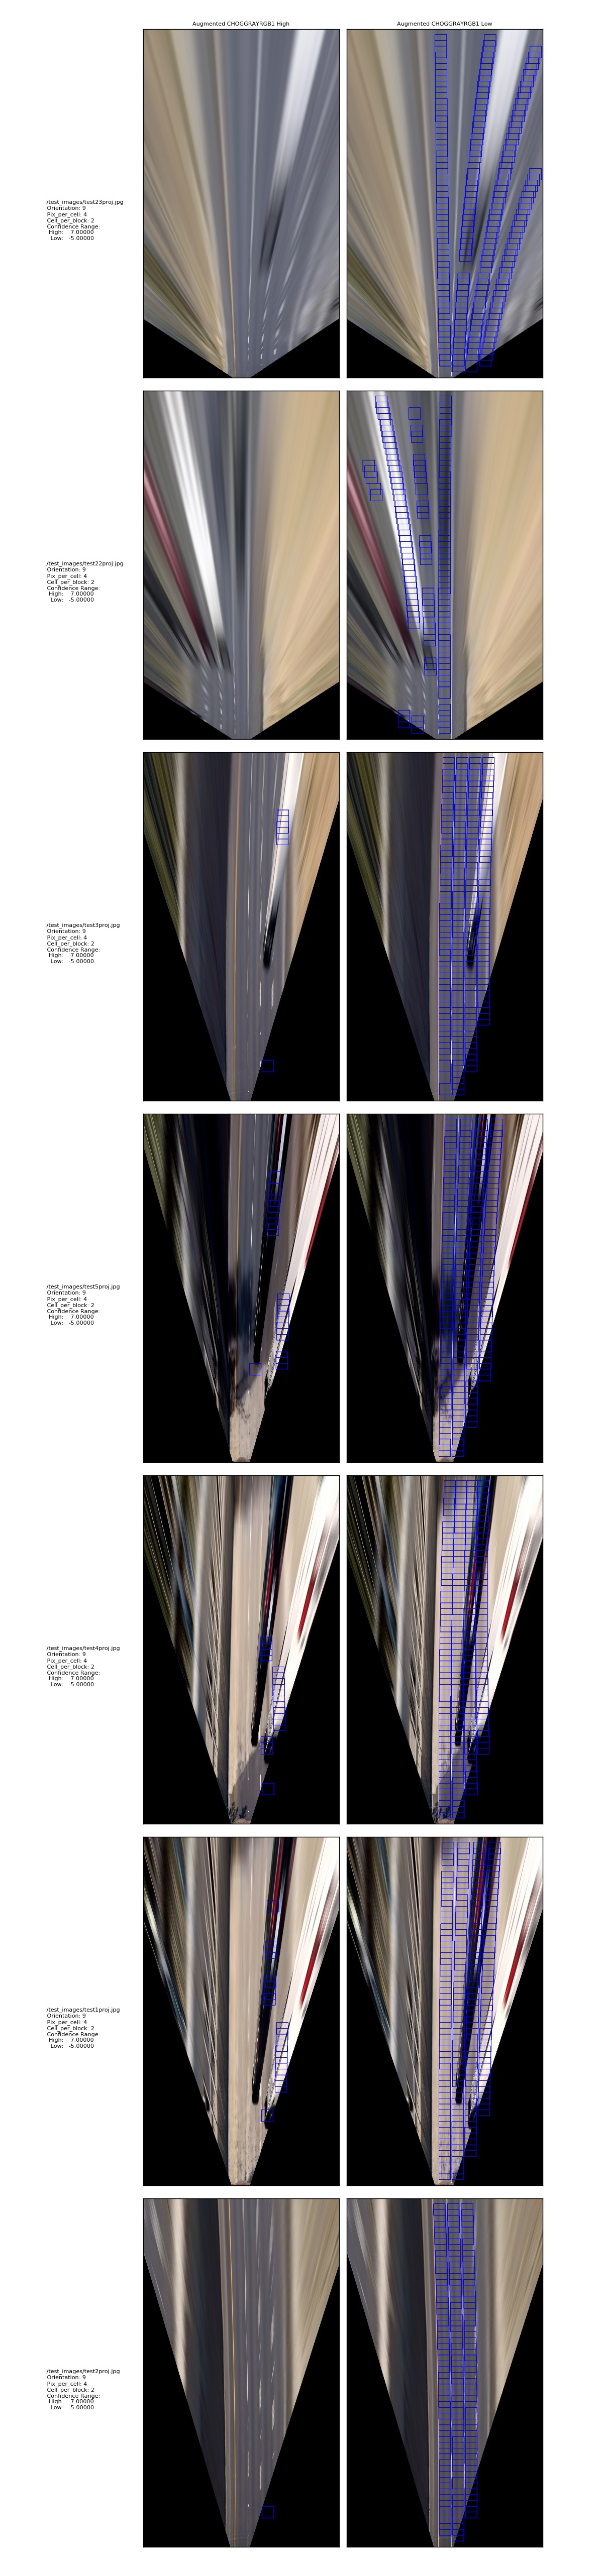 Augmented CHOGGRAYRGB1 High
Augmented CHOGGRAYRGB1 Low
/test_images/test23proj.jpg
Orientation: 9
Pix_per_cell: 4
Cell_per_block: 2
Confidence Range:
High: 7.00000
Low: -5.00000
/test_images/test22proj.jpg
Orientation: 9
Pix_per_cell: 4
Cell_per_block: 2
Confidence Range:
High: 7.00000
Low: -5.00000
/test_images/test3proj.jpg
Orientation: 9
Pix_per_cell: 4
Cell_per_block: 2
Confidence Range:
High: 7.00000
Low: -5.00000
/test_images/test5proj.jpg
Orientation: 9
Pix_per_cell: 4
Cell_per_block: 2
Confidence Range:
High: 7.00000
Low: -5.00000
/test_images/test4proj.jpg
Orientation: 9
Pix_per_cell: 4
Cell_per_block: 2
Confidence Range:
High: 7.00000
Low: -5.00000
/test_images/test1proj.jpg
Orientation: 9
Pix_per_cell: 4
Cell_per_block: 2
Confidence Range:
High: 7.00000
Low: -5.00000
/test_images/test2proj.jpg
Orientation: 9
Pix_per_cell: 4
Cell_per_block: 2
Confidence Range:
High: 7.00000
Low: -5.00000